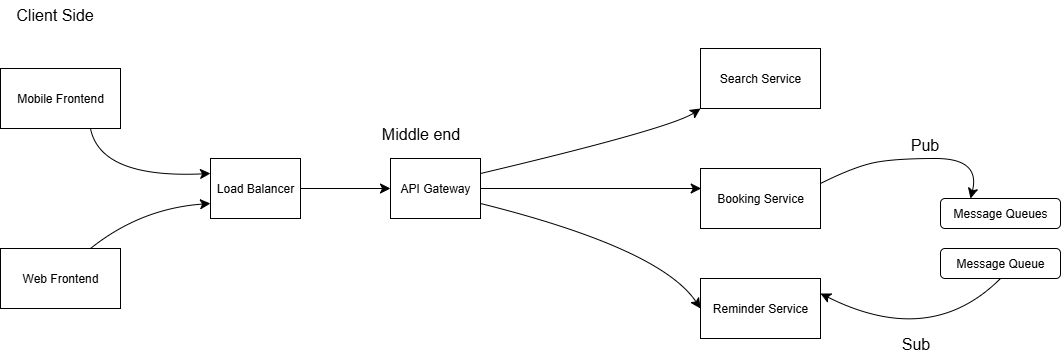 Client Side
Mobile Frontend
Web Frontend
Load Balancer
Middle end
API Gateway
Search Service
Booking Service
Reminder Service
Pub
Message Queues
Message Queue
Sub